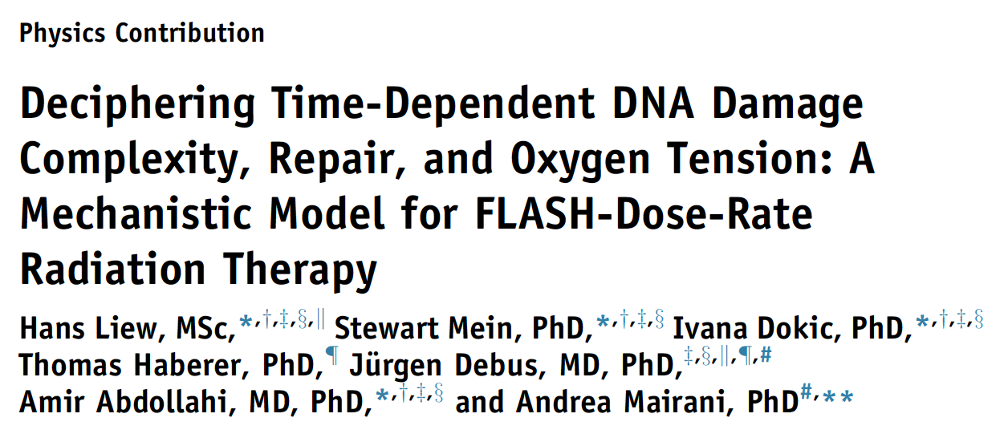 Physics Contribution
Deciphering Time-Dependent DNA Damage
Complexity, Repair, and Oxygen Tension: A
Mechanistic Model for FLASH-Dose-Rate
Radiation Therapy
Hans Liew, MSc,*,†,‡,§,‖ Stewart Mein, PhD,*,†,‡,§ Ivana Dokic, PhD,*,†,‡,§
Thomas Haberer, PhD,¶ Jürgen Debus, MD, PhD,‡,§,‖,¶,#
Amir Abdollahi, MD, PhD,*,†,‡,§ and Andrea Mairani, PhD#,**